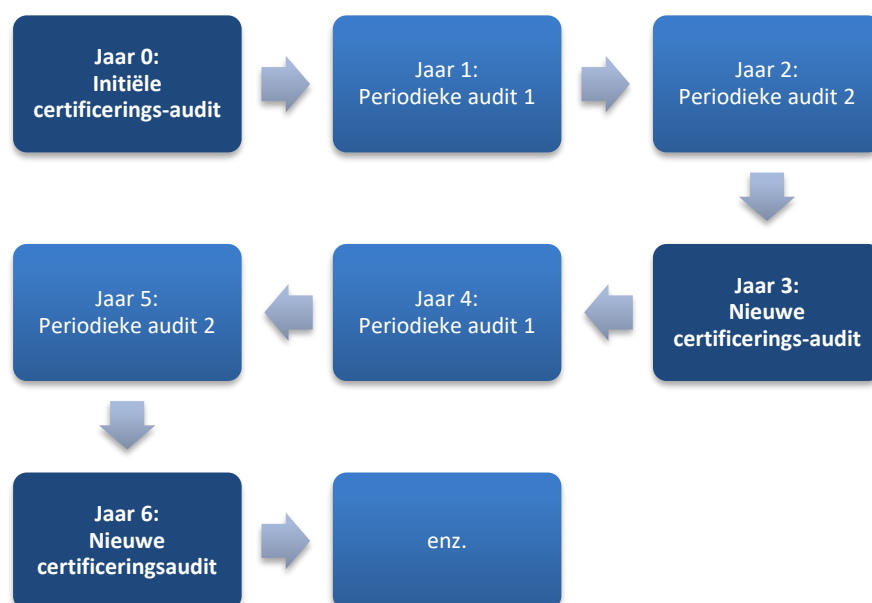 Jaar 0:
Initiële
certificerings-audit
Jaar 1:
Periodieke audit 1
Jaar 2:
Periodieke audit 2
Jaar 3:
Nieuwe
certificerings-audit
Jaar 4:
Periodieke audit 1
Jaar 5:
Periodieke audit 2
Jaar 6:
Nieuwe
certificeringsaudit
enz.